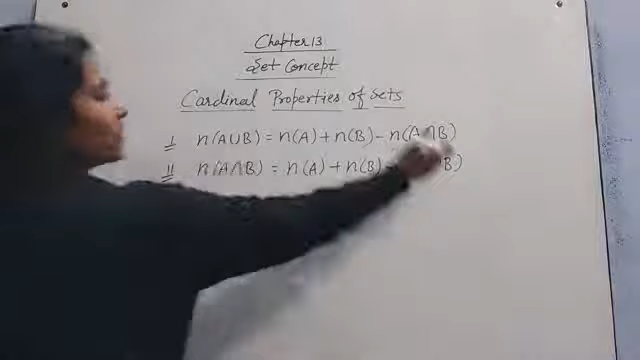 Chapter 13
Set Concept
Cardinal Properties of Sets
I n(A∪B) = n(A) + n(B) - n(A∩B)
II n(A∩B) = n(A) + n(B) - B)